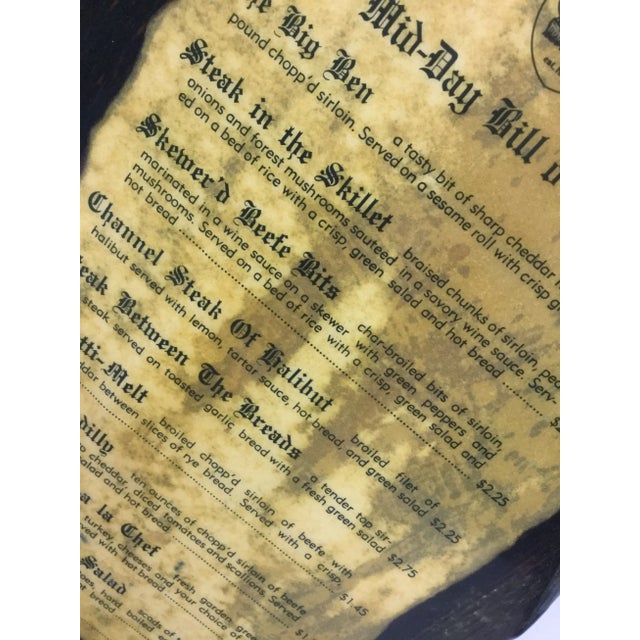 Mid-Day Bill
Big Ben a tasty bit of sharp cheddar
pound chopp'd sirloin. Served on a sesame roll with crisp
Steak in the Skillet braised chunks of sirloin,
onions and forest mushrooms sauteed in a savory wine sauce.
ed on a bed of rice with a crisp, green salad and hot bread
Skewer'd Beefe Bits char-broiled bits of sirloin,
marinated in a wine sauce on a skewer with green peppers and
mushrooms. Served on a bed of rice with a crisp, green salad and
hot bread $2.25
Channel Steak Of Halibut broiled filet of
halibut served with lemon, tartar sauce, hot bread, and green salad $2.25
Between The Breads a tender top sir-
steak served on toasted garlic bread with a fresh green salad $2.75
Melt broiled chopp'd sirloin of beefe with
between slices of rye bread. Served with a crisp,
$1.45
ten ounces of chopp'd sirloin of beefe
cheddar, diced tomatoes and scallions. Served
salad and hot bread
a la Chef fresh garden
turkey, cheeses and your choice of
with hot bread
Salad scads of
hard boiled
bread